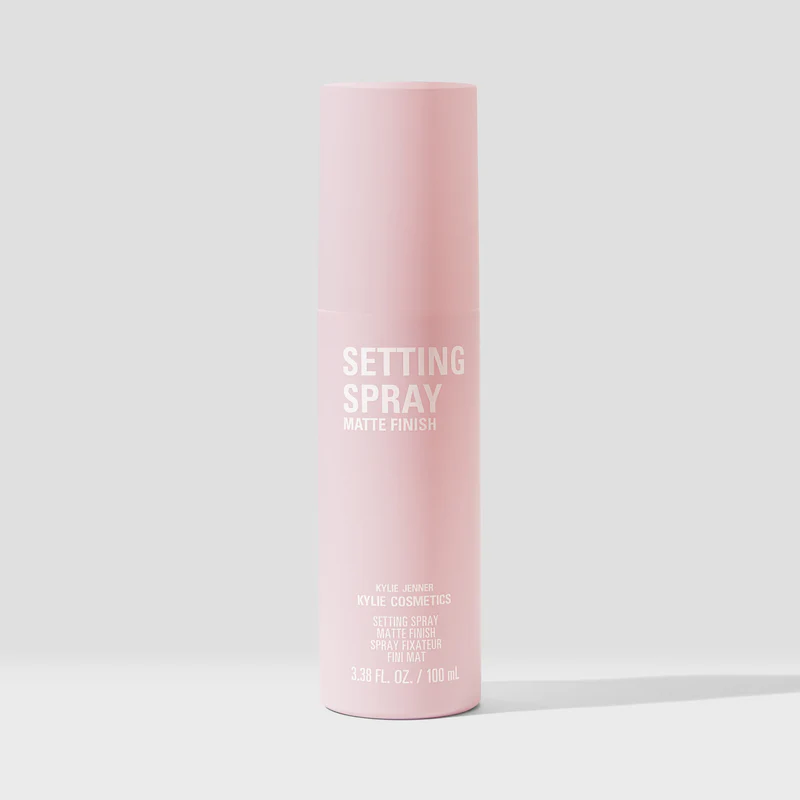 SETTING
SPRAY
MATTE FINISH
KYLIE JENNER
KYLIE COSMETICS
SETTING SPRAY
MATTE FINISH
SPRAY FIXATEUR
FINI MAT
3.38 FL. OZ. / 100 mL